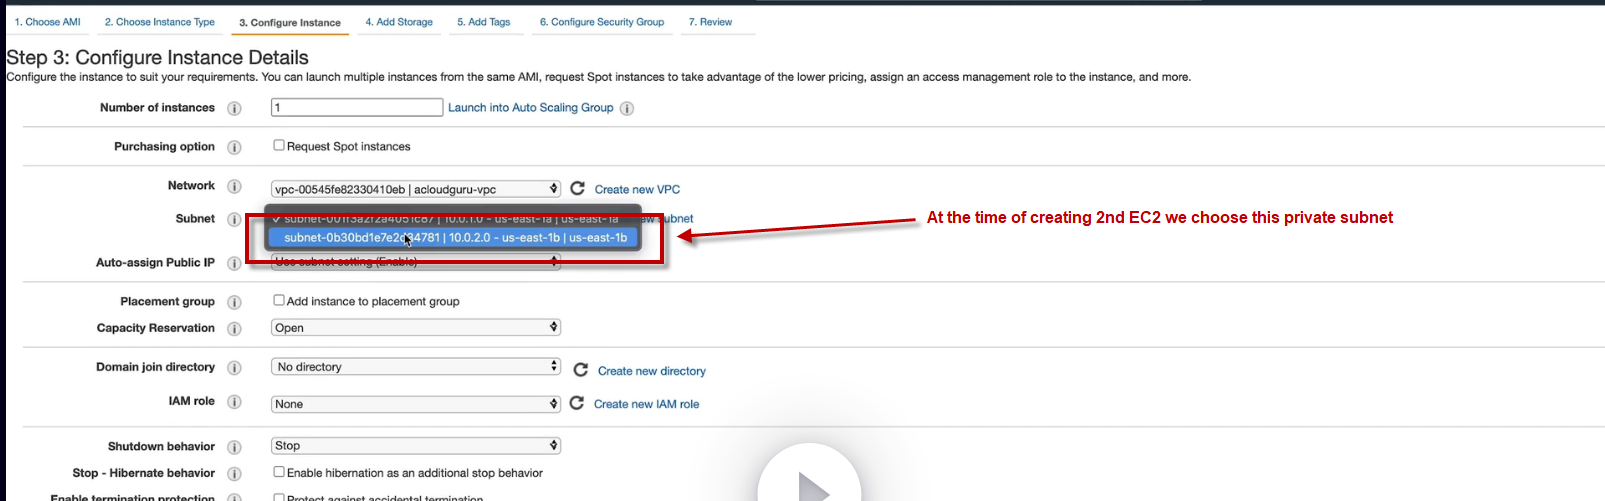 1. Choose AMI 2. Choose Instance Type 3. Configure Instance 4. Add Storage 5. Add Tags 6. Configure Security Group 7. Review
Step 3: Configure Instance Details
Configure the instance to suit your requirements. You can launch multiple instances from the same AMI, request Spot instances to take advantage of the lower pricing, assign an access management role to the instance, and more.
Number of instances 1 Launch into Auto Scaling Group
Purchasing option Request Spot instances
Network vpc-00545fe82330410eb | acloudguru-vpc Create new VPC
Subnet | 10.0.1.0 - us-east-1a | us-east-1a subnet
At the time of creating 2nd EC2 we choose this private subnet
| 10.0.2.0 - us-east-1b | us-east-1b
Auto-assign Public IP Use subnet setting (Enable)
Placement group Add instance to placement group
Capacity Reservation Open
Domain join directory No directory Create new directory
IAM role None Create new IAM role
Shutdown behavior Stop
Stop - Hibernate behavior Enable hibernation as an additional stop behavior
Enable termination protection Protect against accidental termination